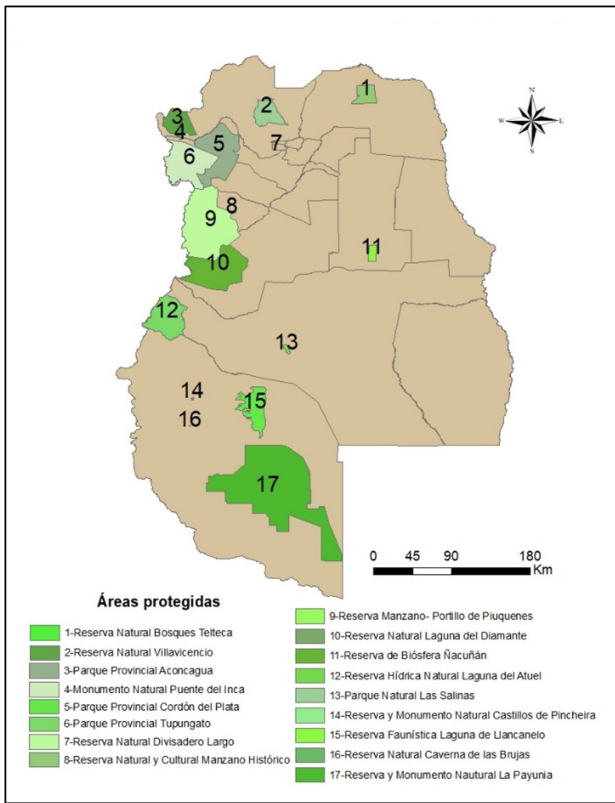 1
2
3
4
5
7
6
8
9
10
11
12
13
14
15
16
17
N
W
E
S
0 45 90 180
Km
Áreas protegidas
1-Reserva Natural Bosques Telteca
2-Reserva Natural Villavicencio
3-Parque Provincial Aconcagua
4-Monumento Natural Puente del Inca
5-Parque Provincial Cordón del Plata
6-Parque Provincial Tupungato
7-Reserva Natural Divisadero Largo
8-Reserva Natural y Cultural Manzano Histórico
9-Reserva Manzano- Portillo de Piuquenes
10-Reserva Natural Laguna del Diamante
11-Reserva de Biósfera Ñacuñán
12-Reserva Hídrica Natural Laguna del Atuel
13-Parque Natural Las Salinas
14-Reserva y Monumento Natural Castillos de Pincheira
15-Reserva Faunística Laguna de Llancanelo
16-Reserva Natural Caverna de las Brujas
17-Reserva y Monumento Nautural La Payunia